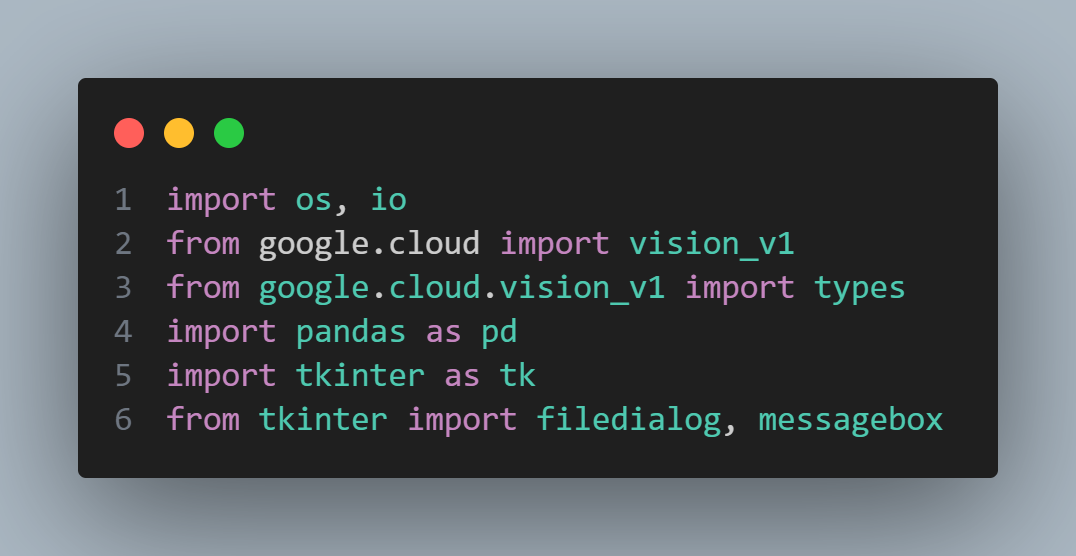 1 import os, io
2 from google.cloud import vision_v1
3 from google.cloud.vision_v1 import types
4 import pandas as pd
5 import tkinter as tk
6 from tkinter import filedialog, messagebox